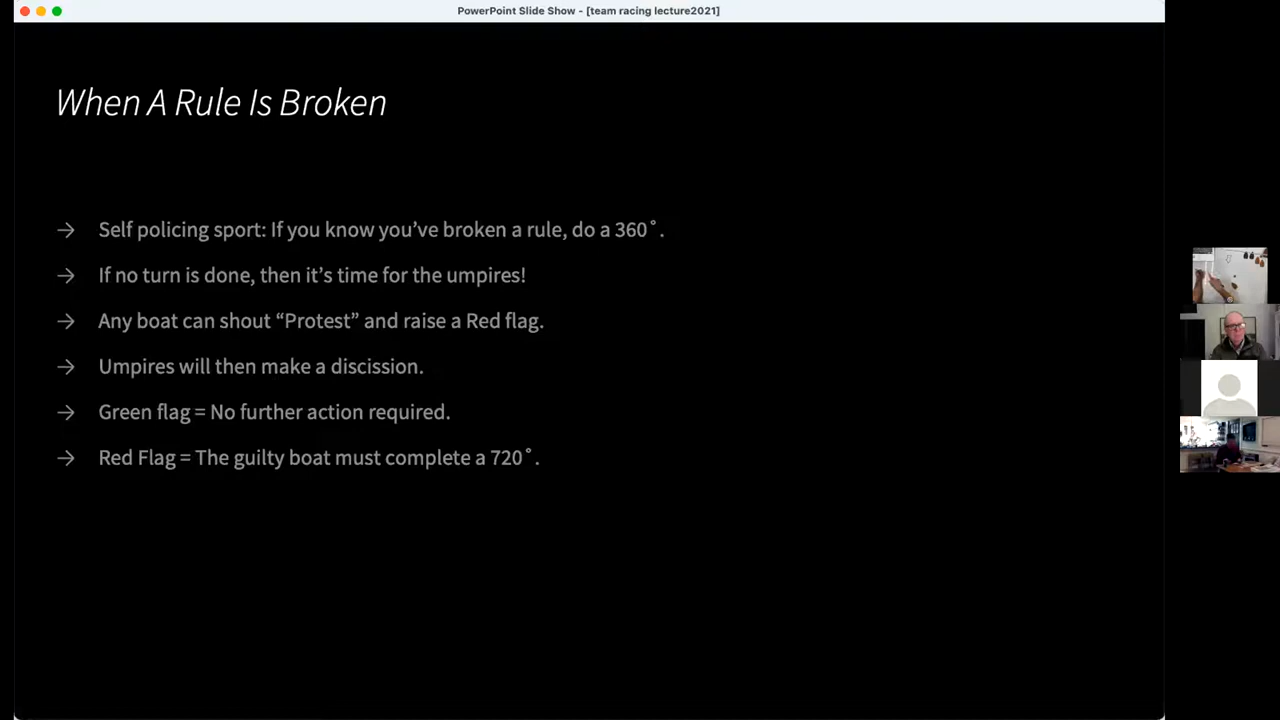 PowerPoint Slide Show - [team racing lecture2021]
When A Rule Is Broken
→ Self policing sport: If you know you’ve broken a rule, do a 360˚.
→ If no turn is done, then it’s time for the umpires!
→ Any boat can shout “Protest” and raise a Red flag.
→ Umpires will then make a discission.
→ Green flag = No further action required.
→ Red Flag = The guilty boat must complete a 720˚.